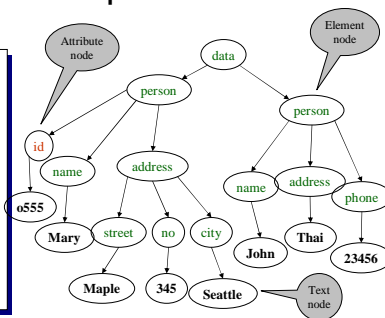 Attribute
node
Element
node
data
person
person
id
name
address
name
address
phone
o555
Mary
street
no
city
John
Thai
23456
Maple
345
Seattle
Text
node